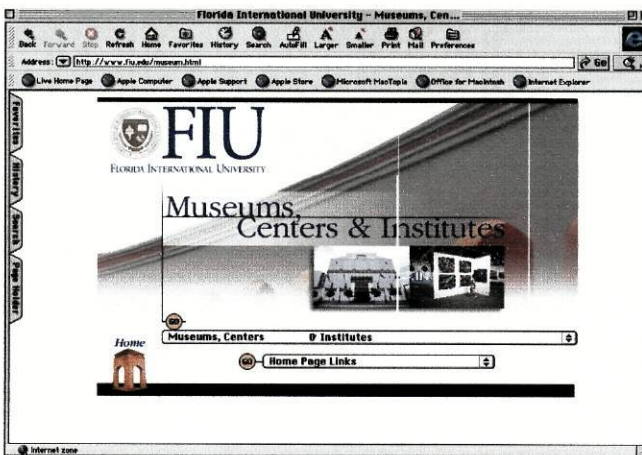 Florida International University - Museums, Cen...
Back Forward Stop Refresh Home Favorites History Search AutoFill Larger Smaller Print Mail Preferences
Address: http://www.fiu.edu/museum.html Go
Live Home Page Apple Computer Apple Support Apple Store Microsoft MacTopia Office for Macintosh Internet Explorer
Favorites
History
Search
Page Holder
FIU
FLORIDA INTERNATIONAL UNIVERSITY
Museums,
Centers & Institutes
GO
Museums, Centers & Institutes
Home
GO Home Page Links
Internet zone